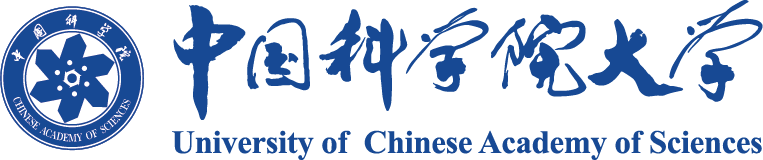 中国科学院
CHINESE ACADEMY OF SCIENCES
中国科学院大学
University of Chinese Academy of Sciences